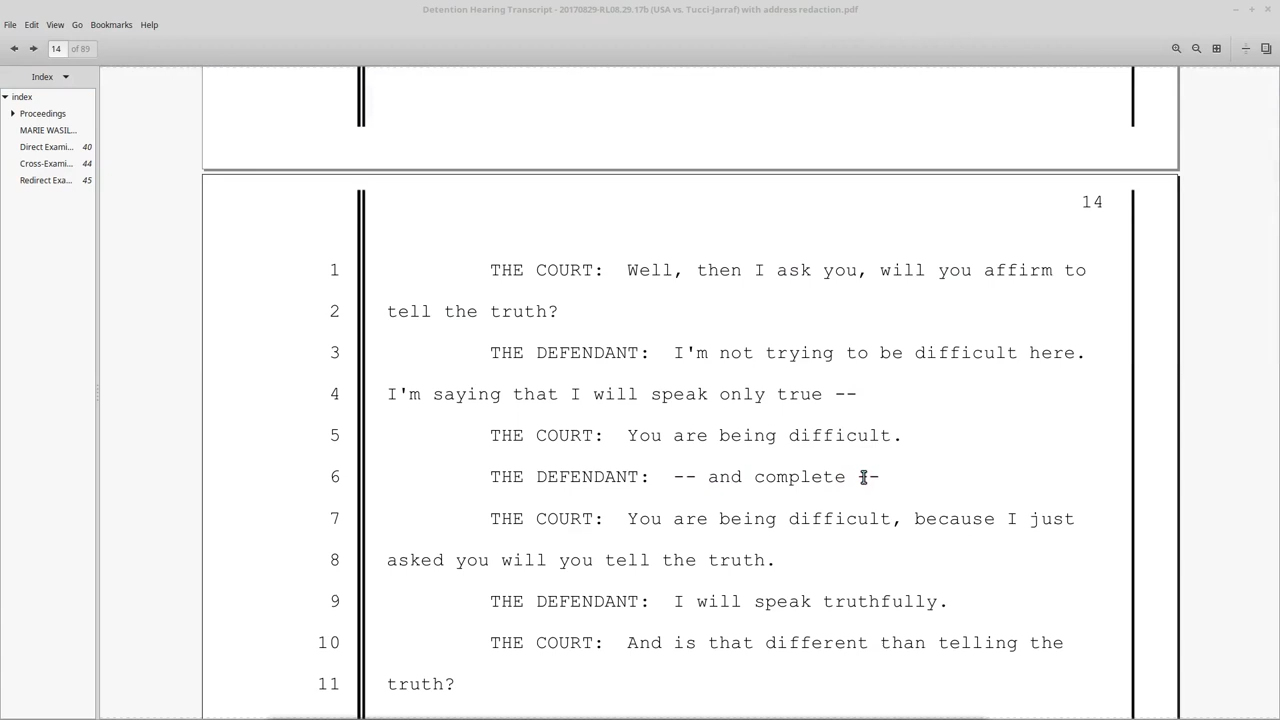 Detention Hearing Transcript - 20170829-RL08.29.17b (USA vs. Tucci-Jarraf) with address redaction.pdf
File Edit View Go Bookmarks Help
14 of 89
Index
index
Proceedings
MARIE WASIL...
Direct Exami... 40
Cross-Exami... 44
Redirect Exa... 45
14
1 THE COURT: Well, then I ask you, will you affirm to
2 tell the truth?
3 THE DEFENDANT: I'm not trying to be difficult here.
4 I'm saying that I will speak only true --
5 THE COURT: You are being difficult.
6 THE DEFENDANT: -- and complete --
7 THE COURT: You are being difficult, because I just
8 asked you will you tell the truth.
9 THE DEFENDANT: I will speak truthfully.
10 THE COURT: And is that different than telling the
11 truth?